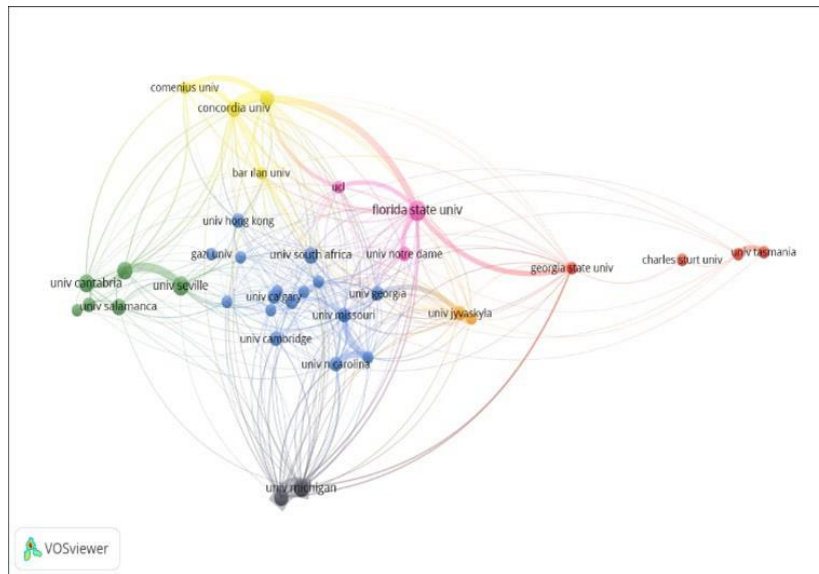 comenius univ
concordia univ
bar ilan univ
ucl
florida state univ
univ hong kong
gazi univ
univ south africa
univ notre dame
univ tasmania
charles sturt univ
georgia state univ
univ cantabria
univ seville
univ calgary
univ georgia
univ salamanca
univ missouri
univ jyvaskyla
univ cambridge
univ n carolina
univ michigan
VOSviewer